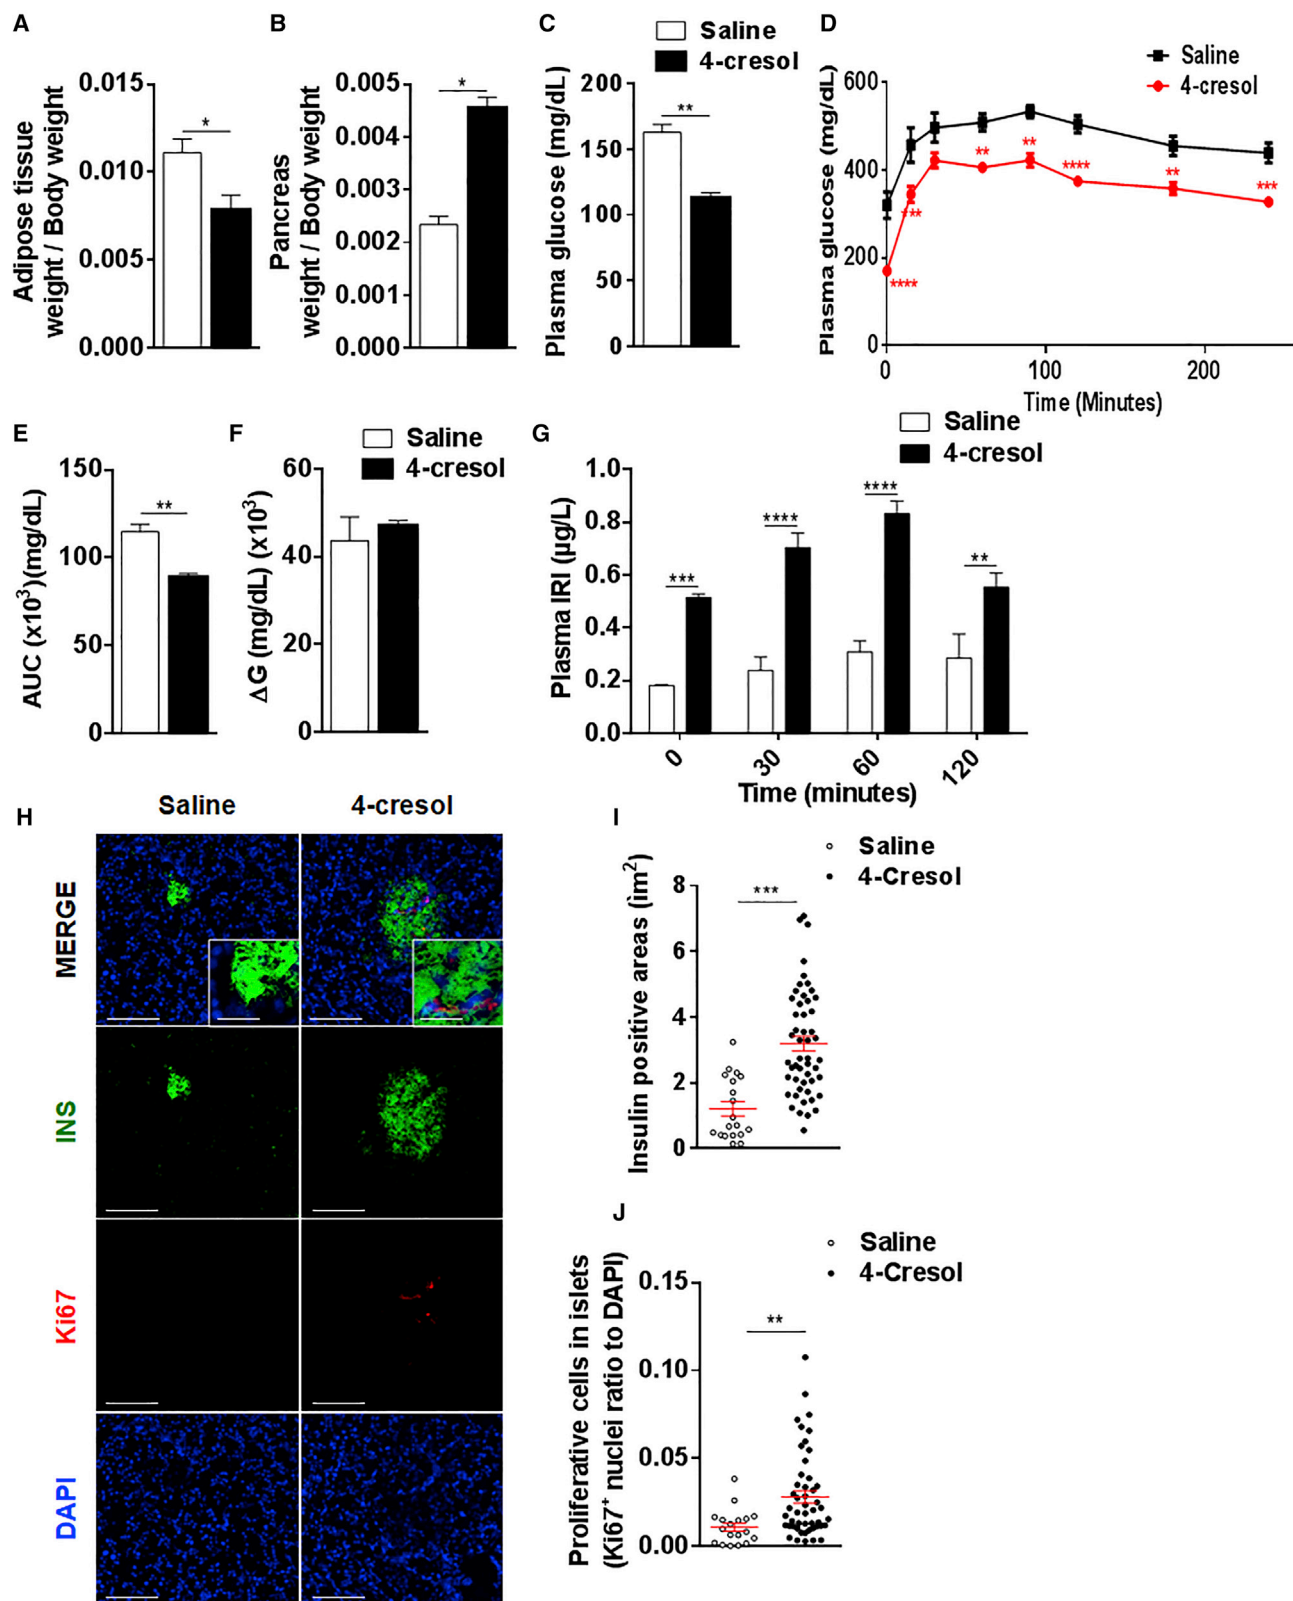 A
Adipose tissue
weight / Body weight
0.015
0.010
0.005
0.000
*
B
Pancreas
weight / Body weight
0.005
0.004
0.003
0.002
0.001
0.000
*
C
Saline
4-cresol
Plasma glucose (mg/dL)
200
150
100
50
0
**
D
Saline
4-cresol
Plasma glucose (mg/dL)
600
400
200
0
****
***
**
**
****
**
***
0 100 200
Time (Minutes)
E
AUC (x10³)(mg/dL)
150
100
50
0
**
F
Saline
4-cresol
ΔG (mg/dL) (x10³)
60
40
20
0
G
Saline
4-cresol
Plasma IRI (µg/L)
1.0
0.8
0.6
0.4
0.2
0.0
***
****
****
**
0 30 60 120
Time (minutes)
H
Saline 4-cresol
MERGE
INS
Ki67
DAPI
I
Saline
4-Cresol
Insulin positive areas (ìm²)
8
6
4
2
0
***
J
Saline
4-Cresol
Proliferative cells in islets
(Ki67⁺ nuclei ratio to DAPI)
0.15
0.10
0.05
0.00
**